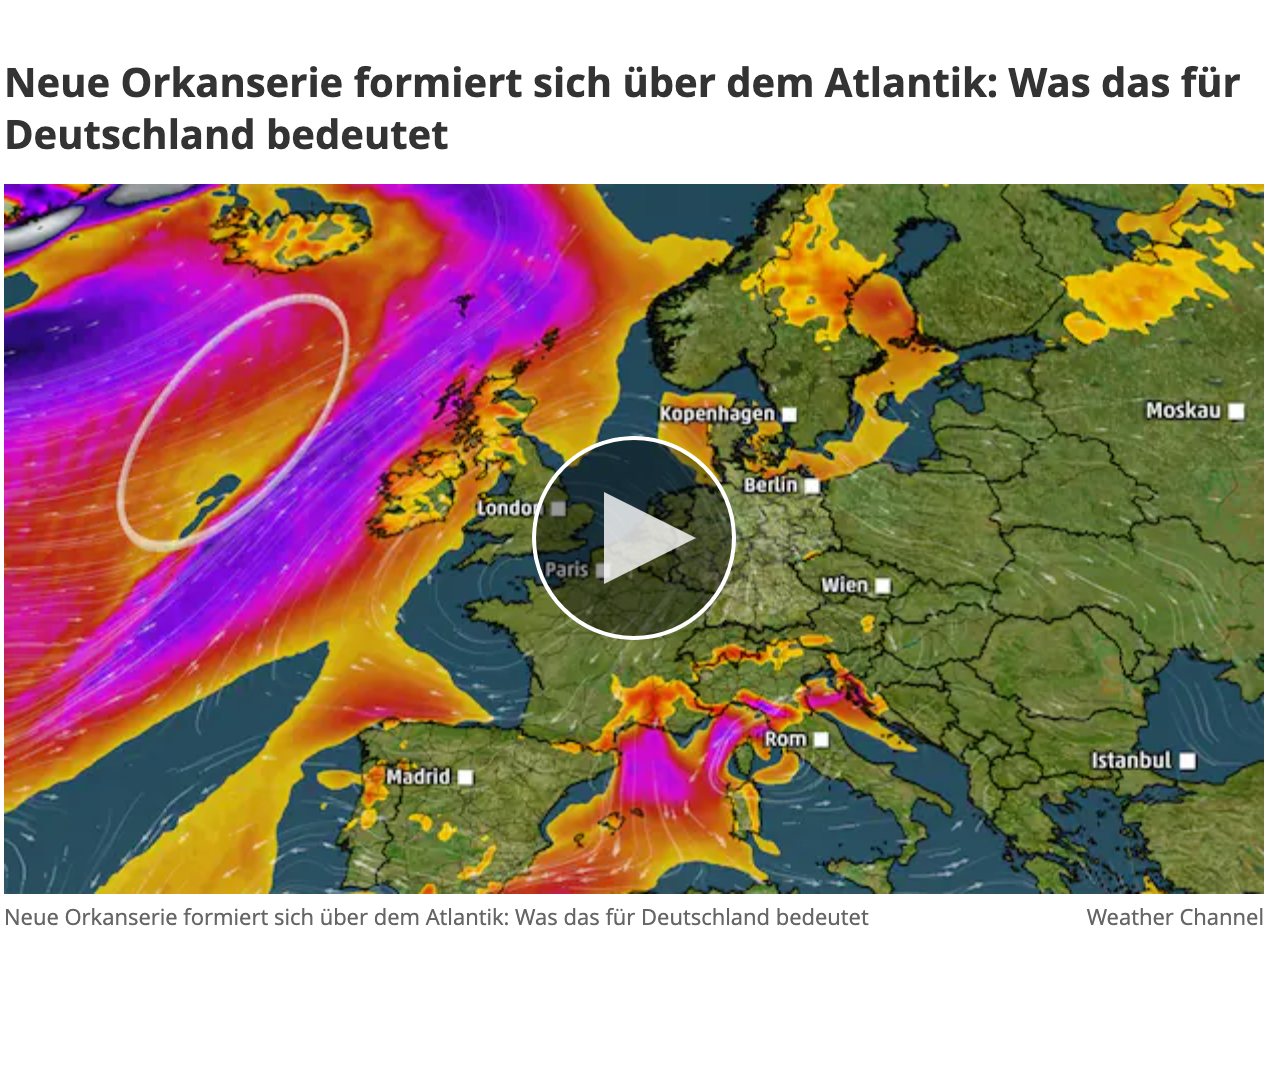 Neue Orkanserie formiert sich über dem Atlantik: Was das für
Deutschland bedeutet
Kopenhagen
Moskau
Berlin
London
Paris
Wien
Rom
Istanbul
Madrid
Neue Orkanserie formiert sich über dem Atlantik: Was das für Deutschland bedeutet
Weather Channel